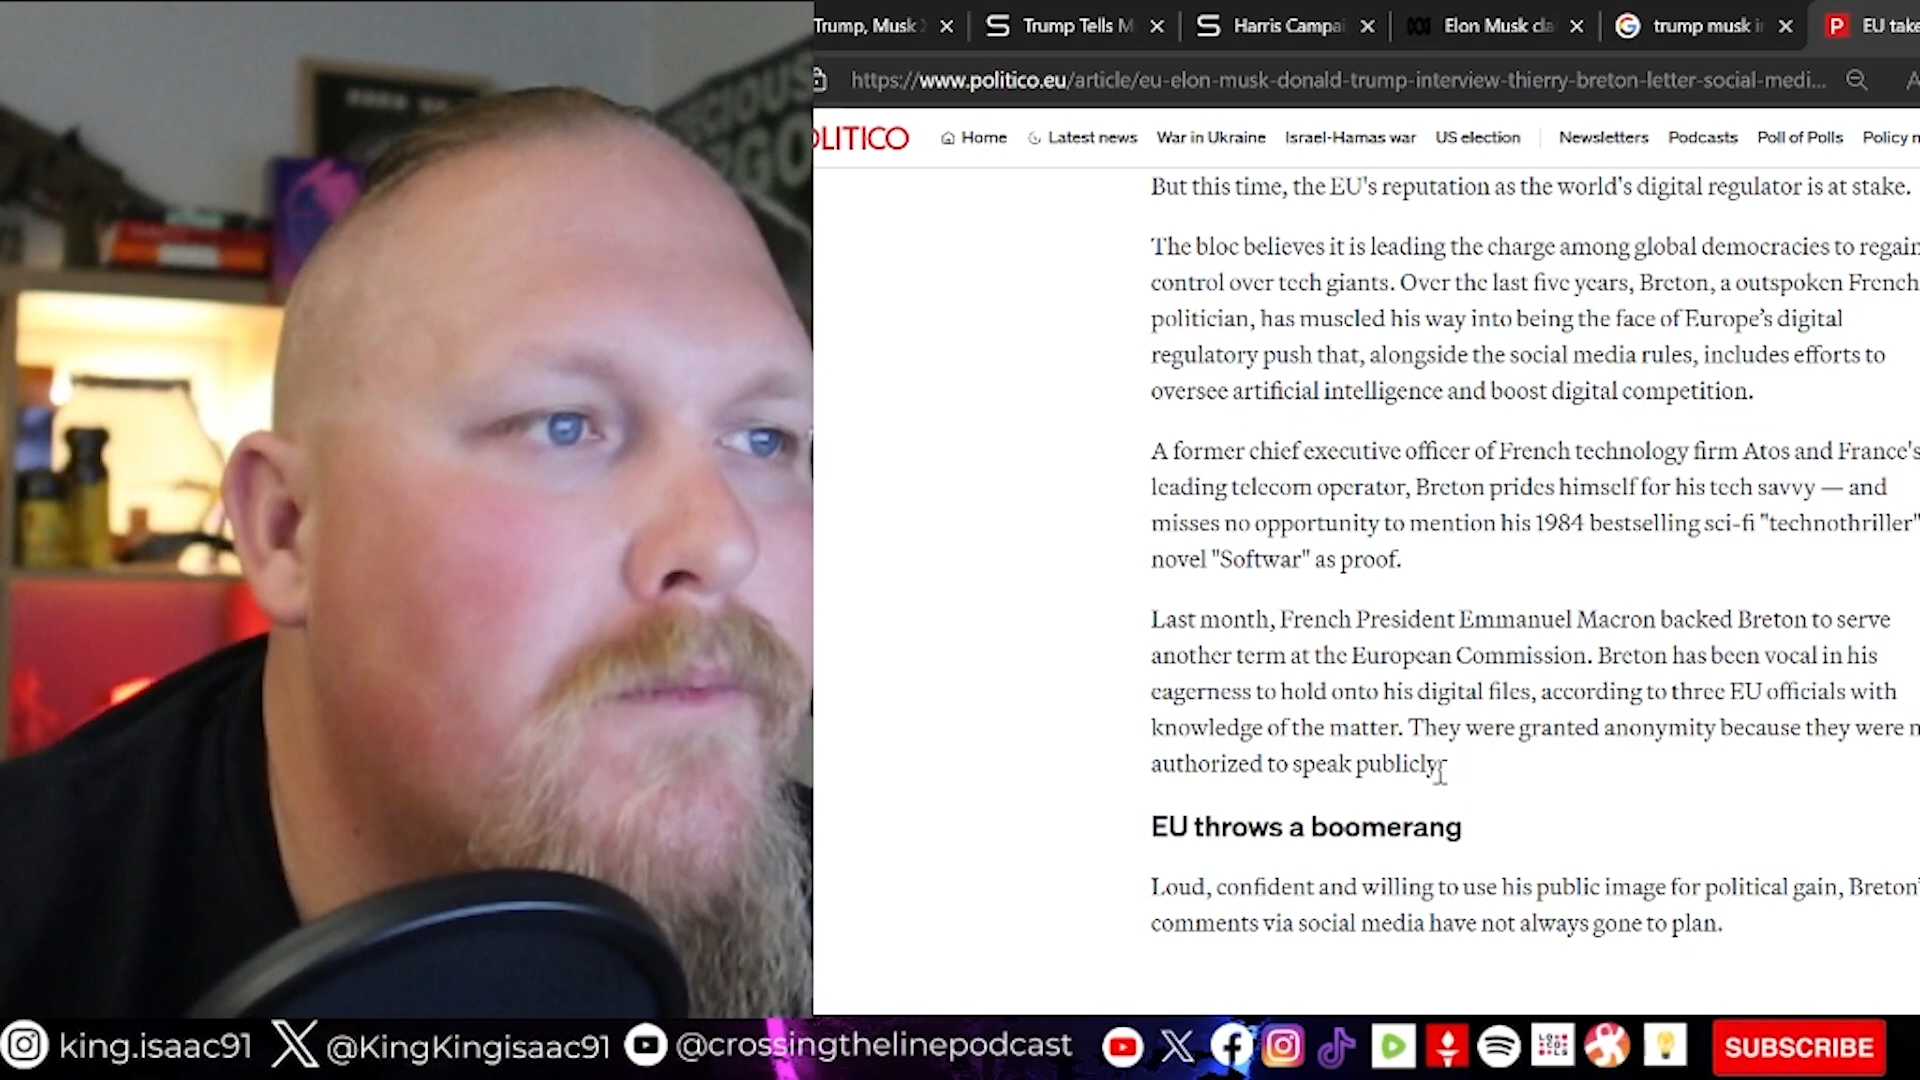 Trump, Musk
Trump Tells M
Harris Campai
Elon Musk cla
trump musk i
EU take
https://www.politico.eu/article/eu-elon-musk-donald-trump-interview-thierry-breton-letter-social-medi...
OLITICO
Home
Latest news
War in Ukraine
Israel-Hamas war
US election
Newsletters
Podcasts
Poll of Polls
Policy n
But this time, the EU's reputation as the world's digital regulator is at stake.
The bloc believes it is leading the charge among global democracies to regain
control over tech giants. Over the last five years, Breton, a outspoken French
politician, has muscled his way into being the face of Europe's digital
regulatory push that, alongside the social media rules, includes efforts to
oversee artificial intelligence and boost digital competition.
A former chief executive officer of French technology firm Atos and France's
leading telecom operator, Breton prides himself for his tech savvy — and
misses no opportunity to mention his 1984 bestselling sci-fi "technothriller"
novel "Softwar" as proof.
Last month, French President Emmanuel Macron backed Breton to serve
another term at the European Commission. Breton has been vocal in his
eagerness to hold onto his digital files, according to three EU officials with
knowledge of the matter. They were granted anonymity because they were n
authorized to speak publicly.
EU throws a boomerang
Loud, confident and willing to use his public image for political gain, Breton'
comments via social media have not always gone to plan.
king.isaac91
@KingKingisaac91
@crossingthelinepodcast
SUBSCRIBE